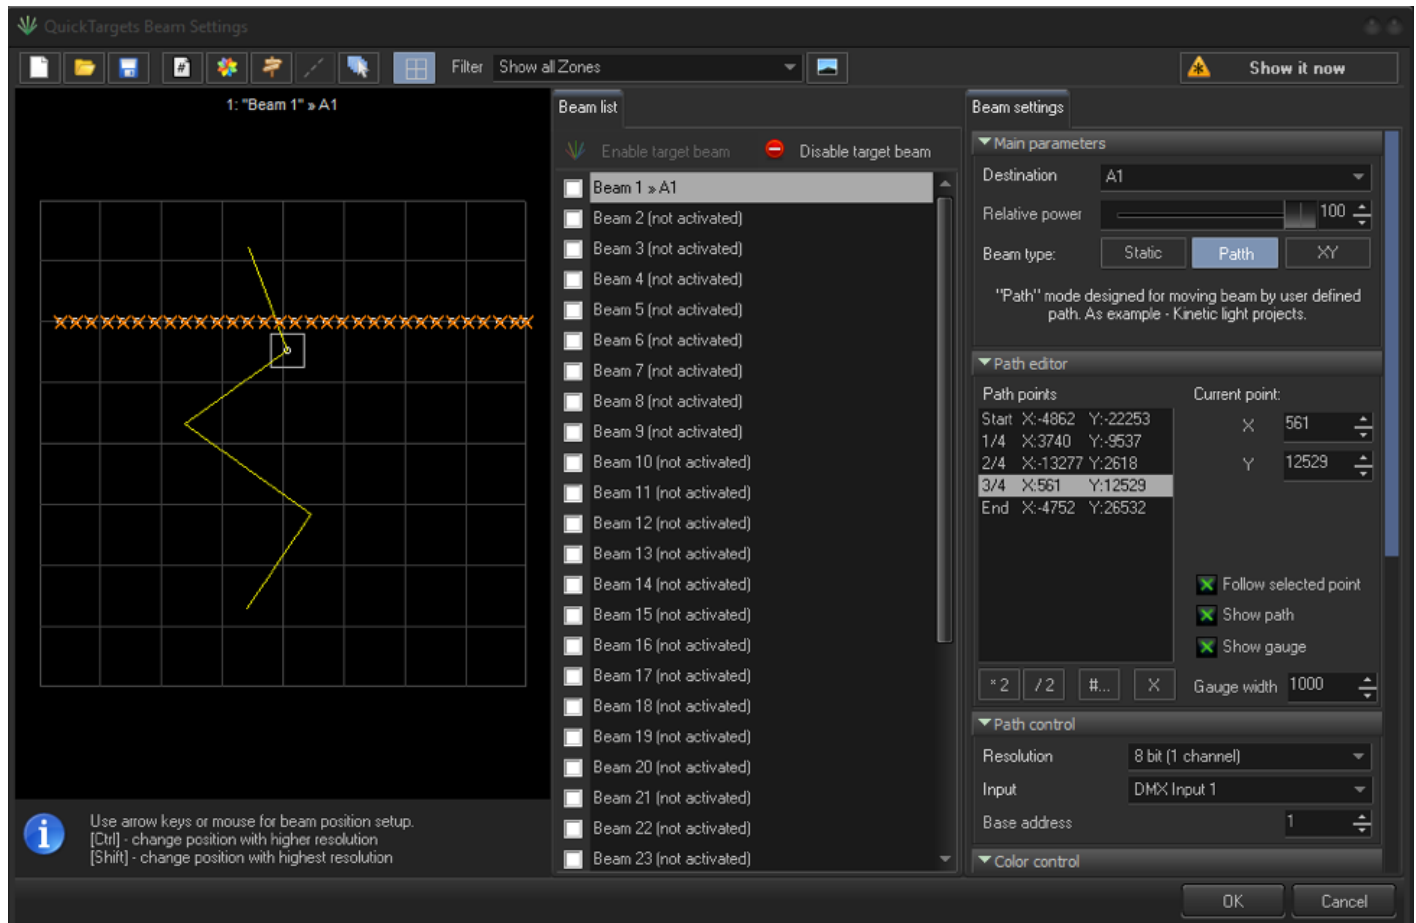 QuickTargets Beam Settings
#
Filter
Show all Zones
Show it now
1: "Beam 1" » A1
Use arrow keys or mouse for beam position setup.
[Ctrl] - change position with higher resolution
[Shift] - change position with highest resolution
Beam list
Enable target beam
Disable target beam
Beam 1 » A1
Beam 2 (not activated)
Beam 3 (not activated)
Beam 4 (not activated)
Beam 5 (not activated)
Beam 6 (not activated)
Beam 7 (not activated)
Beam 8 (not activated)
Beam 9 (not activated)
Beam 10 (not activated)
Beam 11 (not activated)
Beam 12 (not activated)
Beam 13 (not activated)
Beam 14 (not activated)
Beam 15 (not activated)
Beam 16 (not activated)
Beam 17 (not activated)
Beam 18 (not activated)
Beam 19 (not activated)
Beam 20 (not activated)
Beam 21 (not activated)
Beam 22 (not activated)
Beam 23 (not activated)
Beam settings
Main parameters
Destination A1
Relative power 100
Beam type: Static Patth XY
"Path" mode designed for moving beam by user defined
path. As example - Kinetic light projects.
Path editor
Path points
Start X:-4862 Y:-22253
1/4 X:3740 Y:-9537
2/4 X:-13277 Y:2618
3/4 X:561 Y:12529
End X:-4752 Y:26532
Current point:
X 561
Y 12529
Follow selected point
Show path
Show gauge
*2 /2 #... X
Gauge width 1000
Path control
Resolution 8 bit (1 channel)
Input DMX Input 1
Base address 1
Color control
OK Cancel